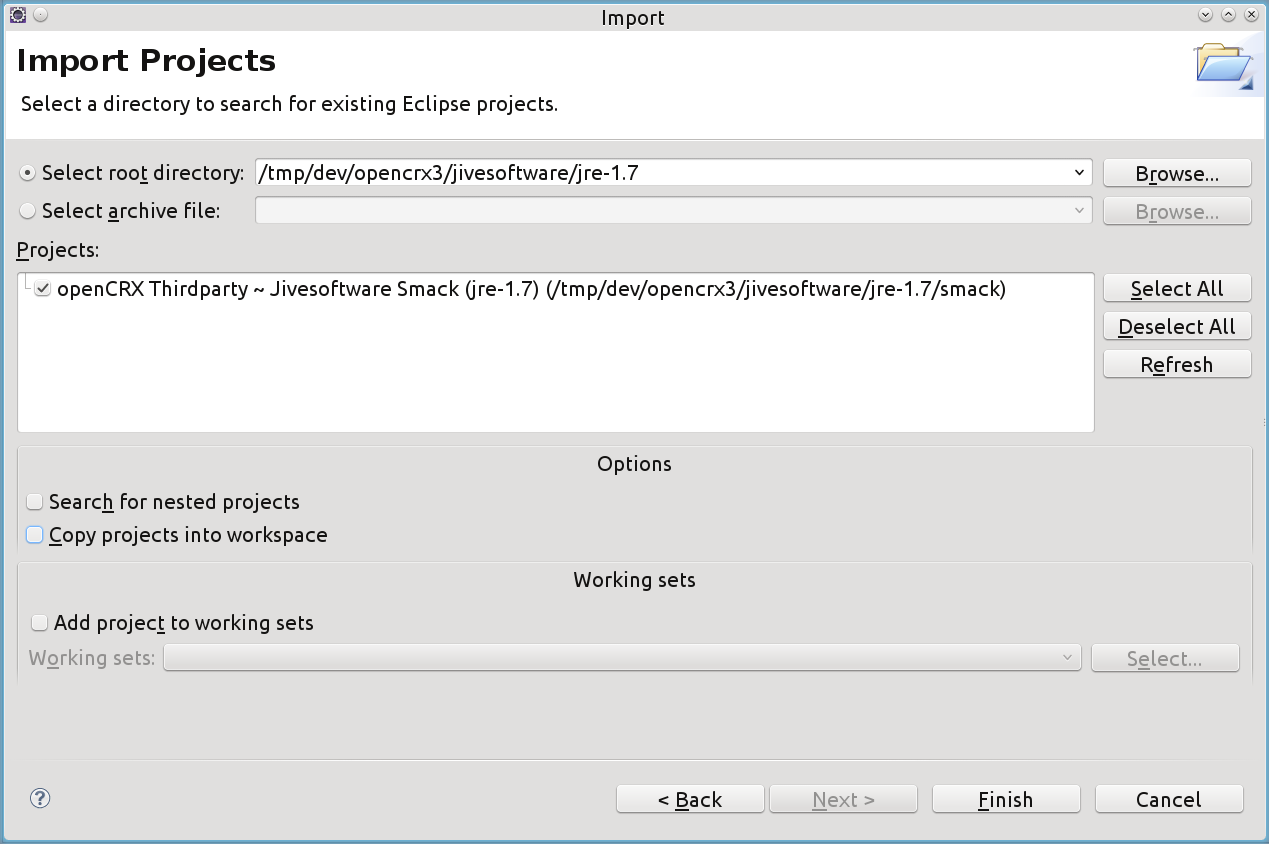 Import
Import Projects
Select a directory to search for existing Eclipse projects.
Select root directory: /tmp/dev/opencrx3/jivesoftware/jre-1.7 Browse...
Select archive file: Browse...
Projects:
openCRX Thirdparty ~ Jivesoftware Smack (jre-1.7) (/tmp/dev/opencrx3/jivesoftware/jre-1.7/smack) Select All
Deselect All
Refresh
Options
Search for nested projects
Copy projects into workspace
Working sets
Add project to working sets
Working sets: Select...
? < Back Next > Finish Cancel